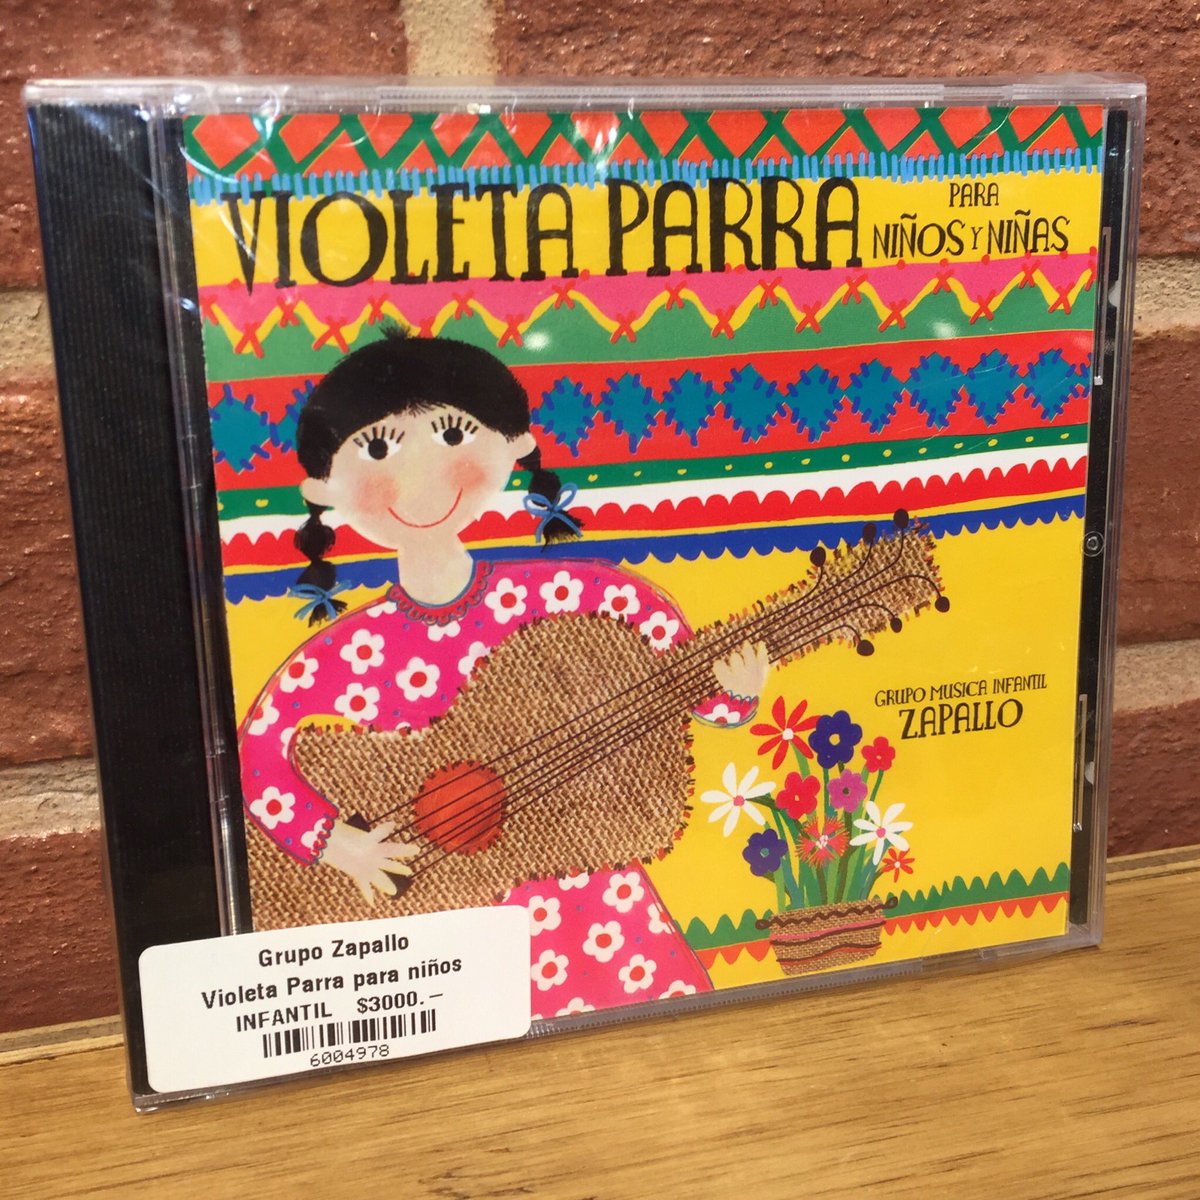 VIOLETA PARRA
PARA
NIÑOS Y NIÑAS
GRUPO MUSICA INFANTIL
ZAPALLO
Grupo Zapallo
Violeta Parra para niños
INFANTIL $3000.—
6004978